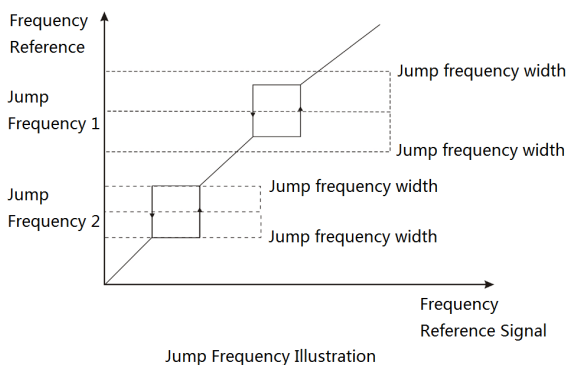 Frequency
Reference
Jump frequency width
Jump
Frequency 1
Jump frequency width
Jump frequency width
Jump
Frequency 2
Jump frequency width
Frequency
Reference Signal
Jump Frequency Illustration